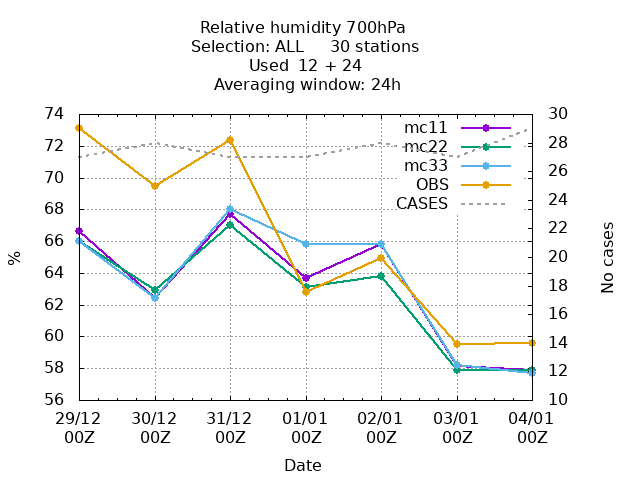 Relative humidity 700hPa
Selection: ALL     30 stations
Used  12 + 24
Averaging window: 24h
74
72
70
68
66
64
62
60
58
56
%
30
28
26
24
22
20
18
16
14
12
10
No cases
mc11
mc22
mc33
OBS
CASES
29/12 30/12 31/12 01/01 02/01 03/01 04/01
00Z 00Z 00Z 00Z 00Z 00Z 00Z
Date